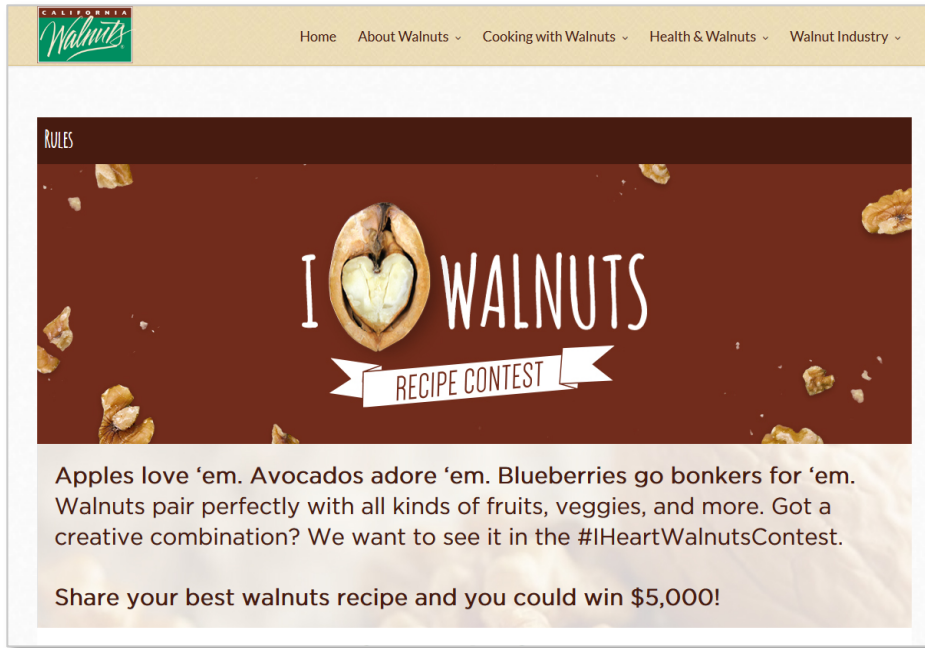 CALIFORNIA
Walnuts
Home About Walnuts Cooking with Walnuts Health & Walnuts Walnut Industry
RULES
I WALNUTS
RECIPE CONTEST
Apples love ‘em. Avocados adore ‘em. Blueberries go bonkers for ‘em.
Walnuts pair perfectly with all kinds of fruits, veggies, and more. Got a
creative combination? We want to see it in the #IHeartWalnutsContest.
Share your best walnuts recipe and you could win $5,000!